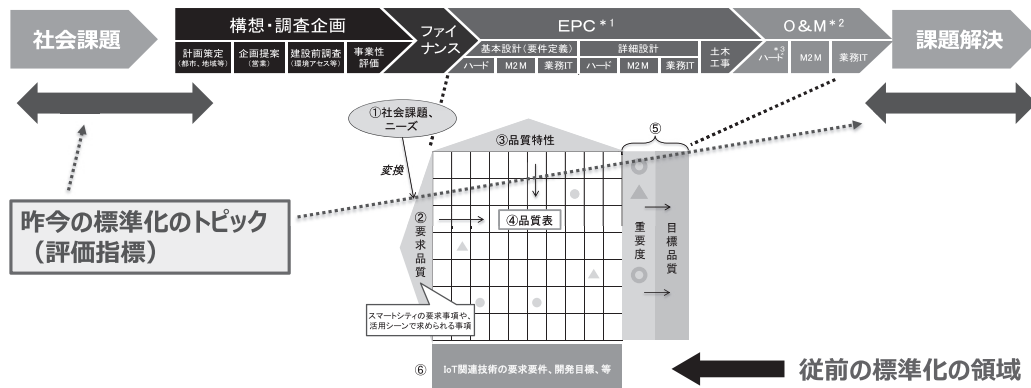 社会課題
構想・調査企画
計画策定
(都市、地域等)
企画提案
(営業)
建設前調査
(環境アセス等)
事業性
評価
ファイ
ナンス
EPC*1
基本設計(要件定義)
ハード
M2M
業務IT
詳細設計
ハード
M2M
業務IT
土木
工事
O&M*2
ハード*3
M2M
業務IT
課題解決
①社会課題、
ニーズ
変換
③品質特性
⑤
昨今の標準化のトピック
(評価指標)
②要求品質
④品質表
重要度
目標品質
スマートシティの要求事項や、
活用シーンで求められる事項
⑥
IoT関連技術の要求要件、開発目標、等
従前の標準化の領域